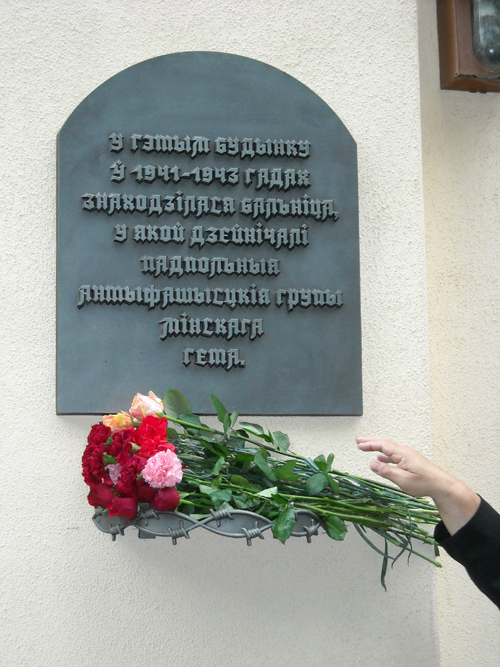 У гэтым будынку
ў 1941-1943 гадах
знаходзілася бальніца,
у якой дзейнічалі
падпольныя
антыфашысцкія групы
Мінскага
гета.